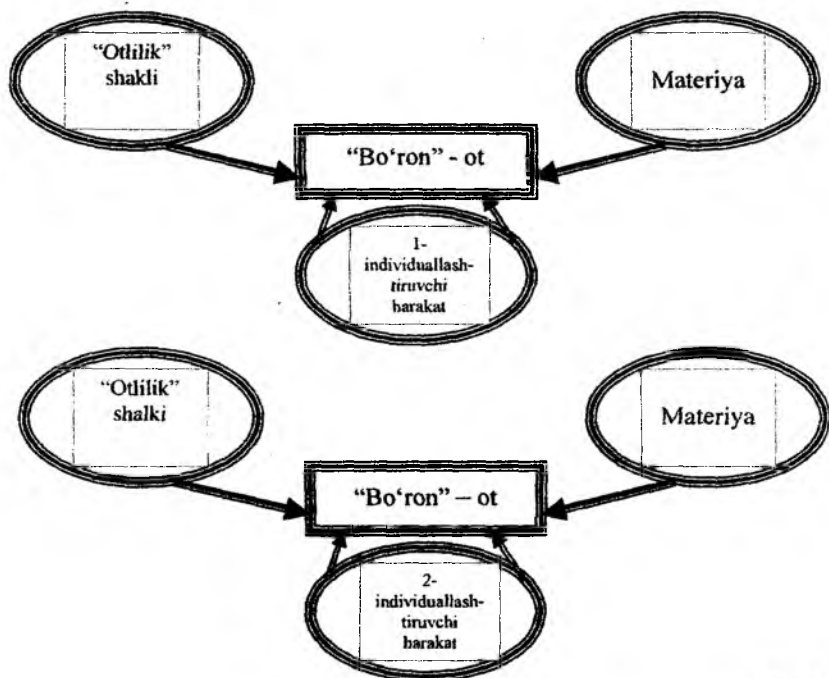 “Otlilik”
shakli
Materiya
“Bo‘ron” - ot
1-
individuallash-
tiruvchi
harakat
“Otlilik”
shalki
Materiya
“Bo‘ron” – ot
2-
individuallash-
tiruvchi
harakat